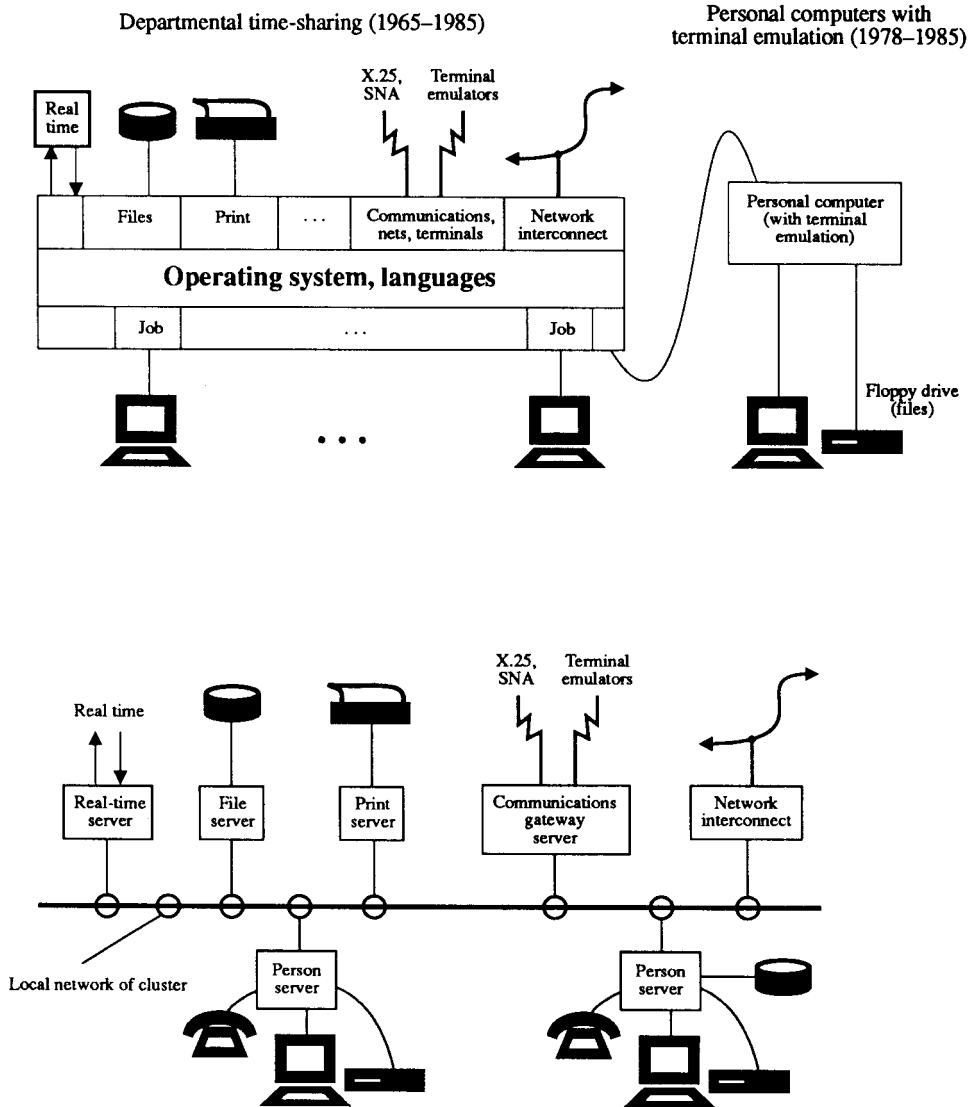 Departmental time-sharing (1965–1985)
Personal computers with
terminal emulation (1978–1985)
X.25,
SNA
Terminal
emulators
Real
time
Files
Print
. . .
Communications,
nets, terminals
Network
interconnect
Personal computer
(with terminal
emulation)
Operating system, languages
Job
. . .
Job
Floppy drive
(files)
• • •
X.25,
SNA
Terminal
emulators
Real time
Real-time
server
File
server
Print
server
Communications
gateway
server
Network
interconnect
Local network of cluster
Person
server
Person
server